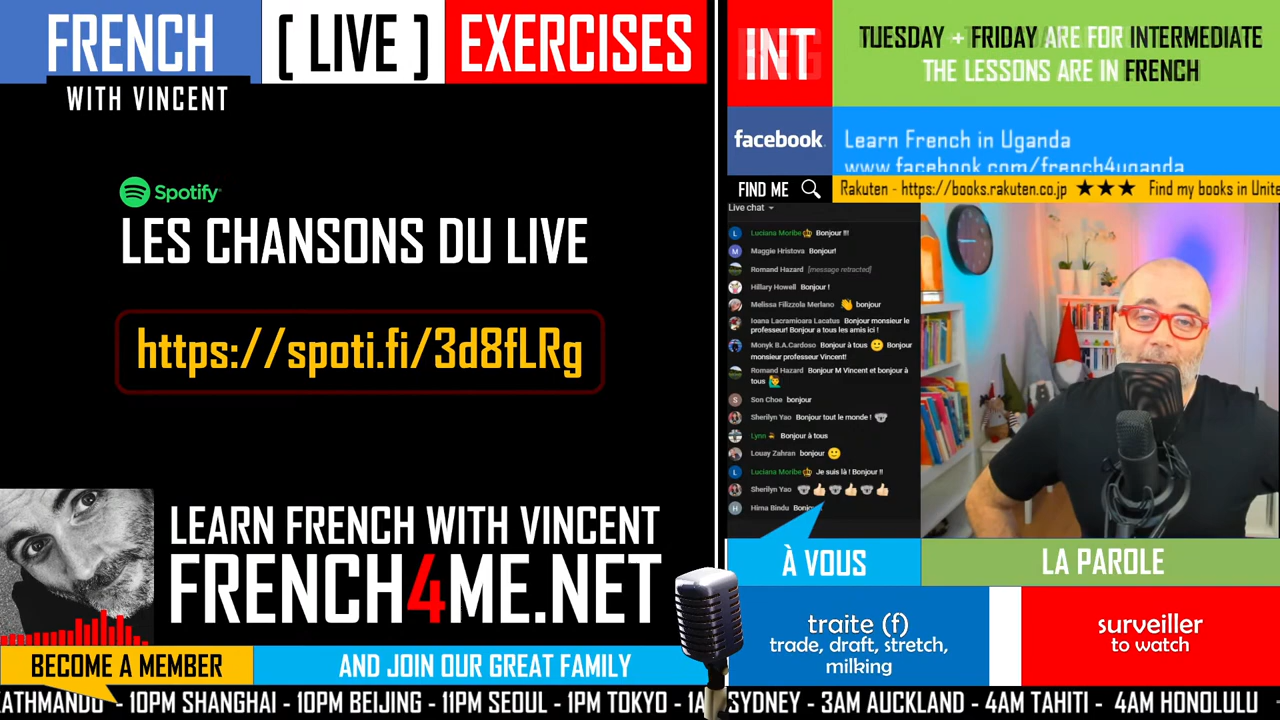 FRENCH
[ LIVE ]
EXERCISES
WITH VINCENT
Spotify
LES CHANSONS DU LIVE
https://spoti.fi/3d8fLRg
LEARN FRENCH WITH VINCENT
FRENCH4ME.NET
BECOME A MEMBER
AND JOIN OUR GREAT FAMILY
INT
TUESDAY + FRIDAY ARE FOR INTERMEDIATE
THE LESSONS ARE IN FRENCH
facebook.
Learn French in Uganda
www.facebook.com/french4uganda
FIND ME
Rakuten - https://books.rakuten.co.jp ★★★ Find my books in Unite
Live chat
Luciana Moribe Bonjour !!!
Maggie Hristova Bonjour!
Romand Hazard [message retracted]
Hillary Howell Bonjour !
Melissa Filizzola Merlano 👋 bonjour
Ioana Lacramioara Lacatus Bonjour monsieur le
professeur! Bonjour a tous les amis ici !
Monyk B.A.Cardoso Bonjour à tous 🙂 Bonjour
monsieur professeur Vincent!
Romand Hazard Bonjour M Vincent et bonjour à
tous 🙋‍♂️
Son Choe bonjour
Sherilyn Yao Bonjour tout le monde ! 🐨
Lynn Bonjour à tous
Louay Zahran bonjour 🙂
Luciana Moribe Je suis là ! Bonjour !!
Sherilyn Yao 🐨👍🏻🐨👍🏻🐨👍🏻
Hima Bindu
À VOUS
LA PAROLE
traite (f)
trade, draft, stretch,
milking
surveiller
to watch
ATHMANDU - 10PM SHANGHAI - 10PM BEIJING - 11PM SEOUL - 1PM TOKYO - 1A SYDNEY - 3AM AUCKLAND - 4AM TAHITI - 4AM HONOLULU